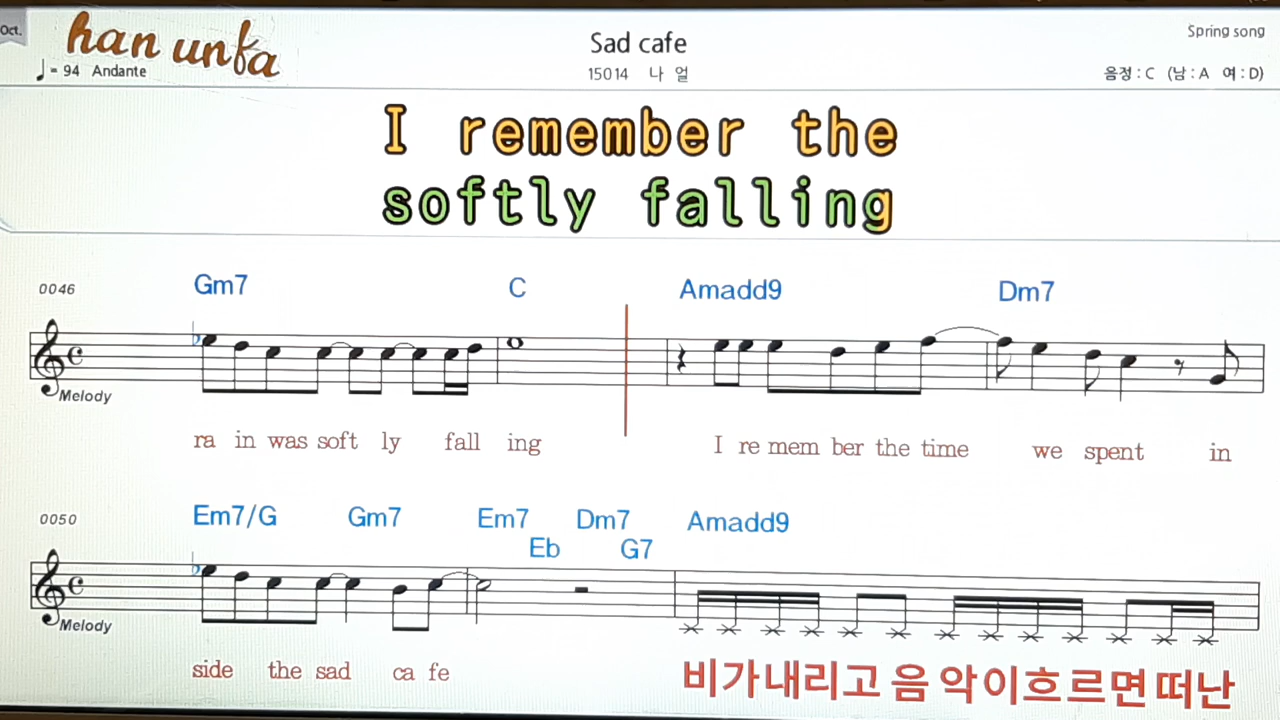 Oct.
han unfa
♩= 94 Andante
Sad cafe
15014 나 얼
Spring song
음정 : C (남 : A 여 : D)
I remember the
softly falling
0046
Gm7 C Amadd9 Dm7
Melody
ra in was soft ly fall ing I re mem ber the time we spent in
0050
Em7/G Gm7 Em7 Dm7 Amadd9
Eb G7
Melody
side the sad ca fe 비가내리고 음악이흐르면떠난